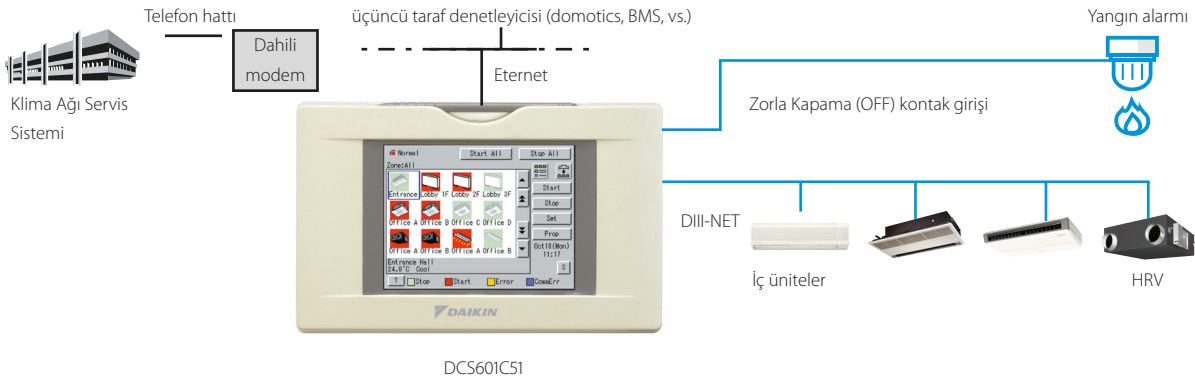 Telefon hattı
üçüncü taraf denetleyicisi (domotics, BMS, vs.)
Yangın alarmı
Dahili
modem
Eternet
Klima Ağı Servis
Sistemi
Zorla Kapama (OFF) kontak girişi
Normal
Start All
Stop All
Zone:All
Entrance
Lobby 1F
Lobby 2F
Lobby 3F
Start
Stop
Office A
Office B
Office C
Office D
Set
Prop
Office A
Office A
Office A
Office B
Oct18(Mon)
11:17
Entrance Hall
24.0°C Cool
S
?
Stop
Start
Error
CommErr
DAIKIN
DIII-NET
İç üniteler
HRV
DCS601C51